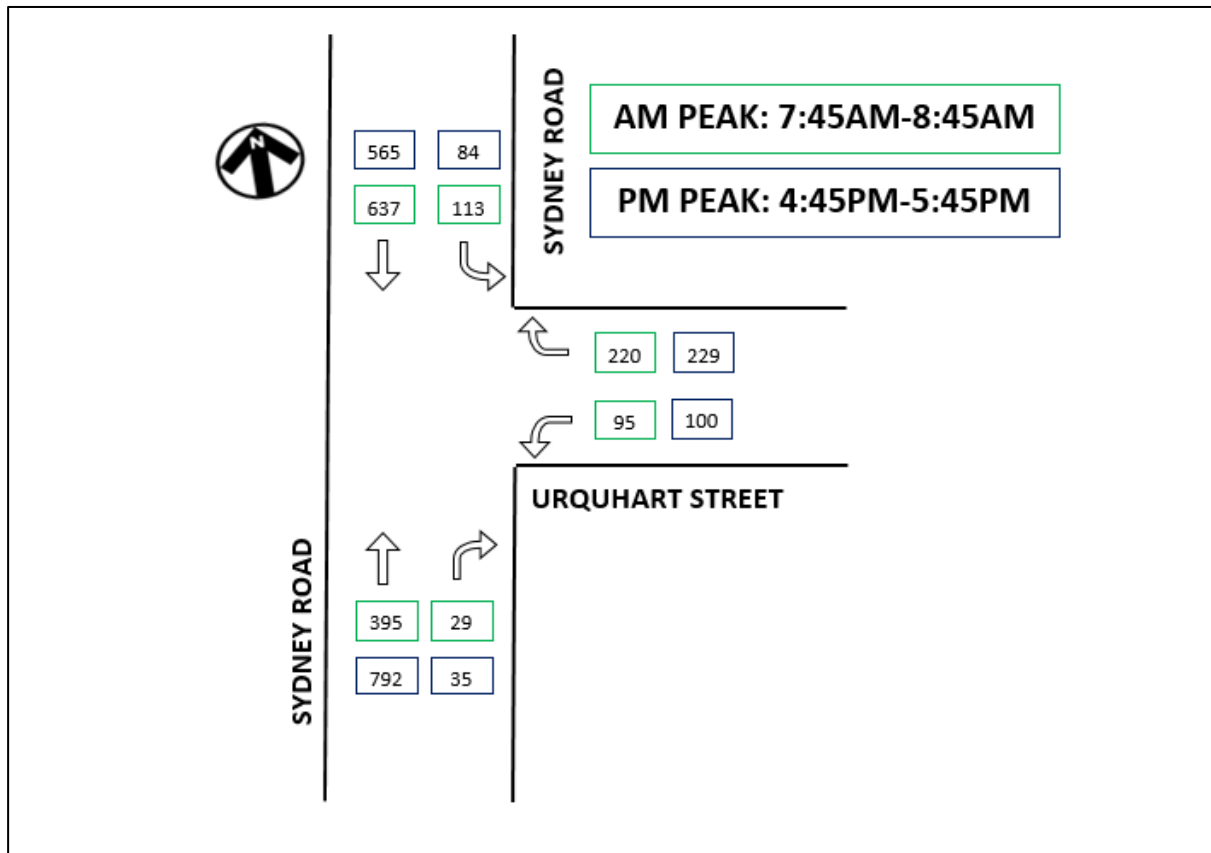 SYDNEY ROAD
AM PEAK: 7:45AM-8:45AM
PM PEAK: 4:45PM-5:45PM
N
565 84
637 113
220 229
95 100
URQUHART STREET
SYDNEY ROAD
395 29
792 35